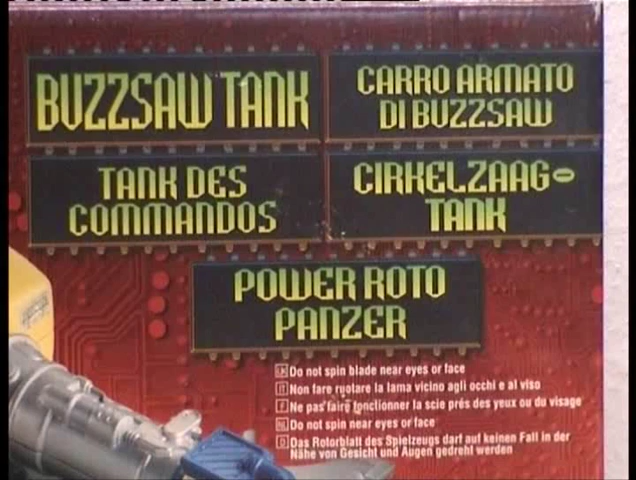 BUZZSAW TANK
CARRO ARMATO
DI BUZZSAW
TANK DES
COMMANDOS
CIRKELZAAG-
TANK
POWER ROTO
PANZER
Do not spin blade near eyes or face
IT Non fare ruotare la lama vicino agli occhi e al viso
F Ne pas faire fonctionner la scie prés des yeux ou du visage
NL Do not spin near eyes or face
D Das Rotorblatt des Spielzeugs darf auf keinen Fall in der
Nähe von Gesicht und Augen gedreht werden